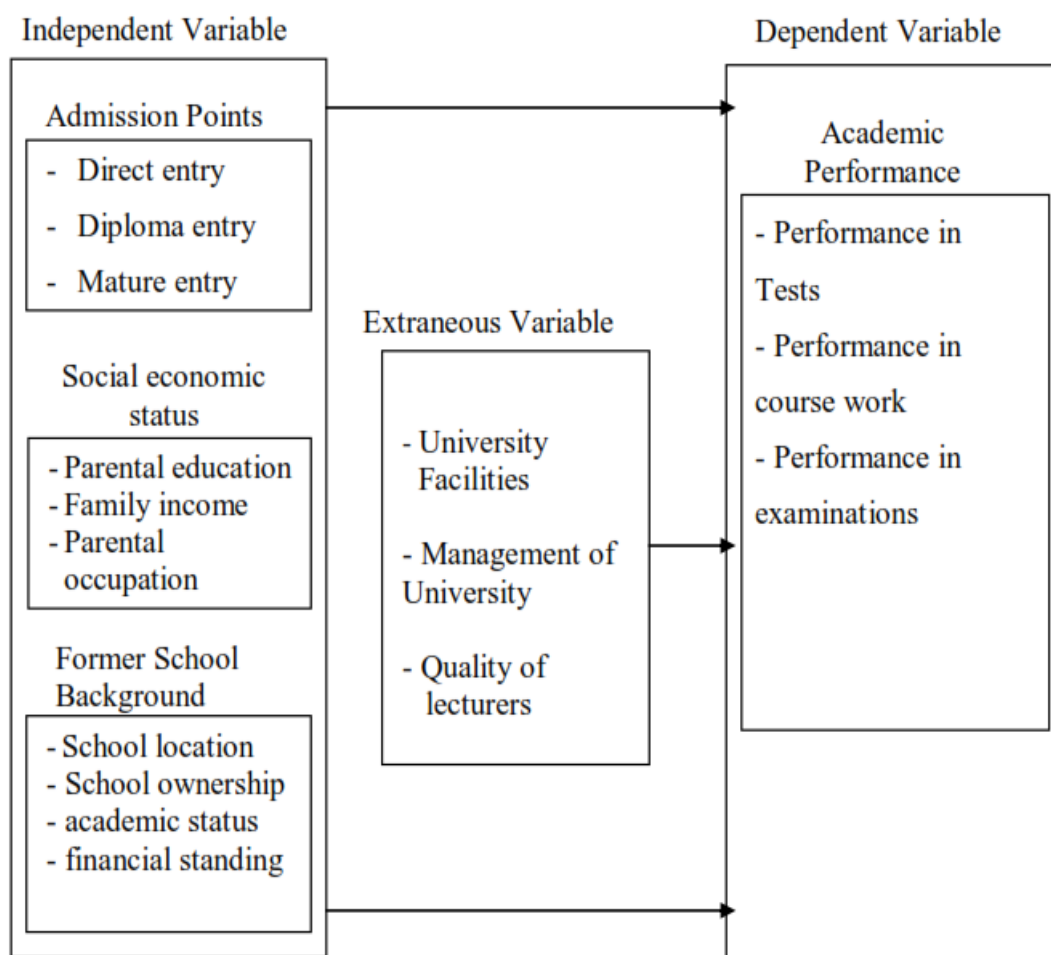 Independent Variable
Admission Points
- Direct entry
- Diploma entry
- Mature entry
Social economic
status
- Parental education
- Family income
- Parental
occupation
Former School
Background
- School location
- School ownership
- academic status
- financial standing
Extraneous Variable
- University
Facilities
- Management of
University
- Quality of
lecturers
Dependent Variable
Academic
Performance
- Performance in
Tests
- Performance in
course work
- Performance in
examinations